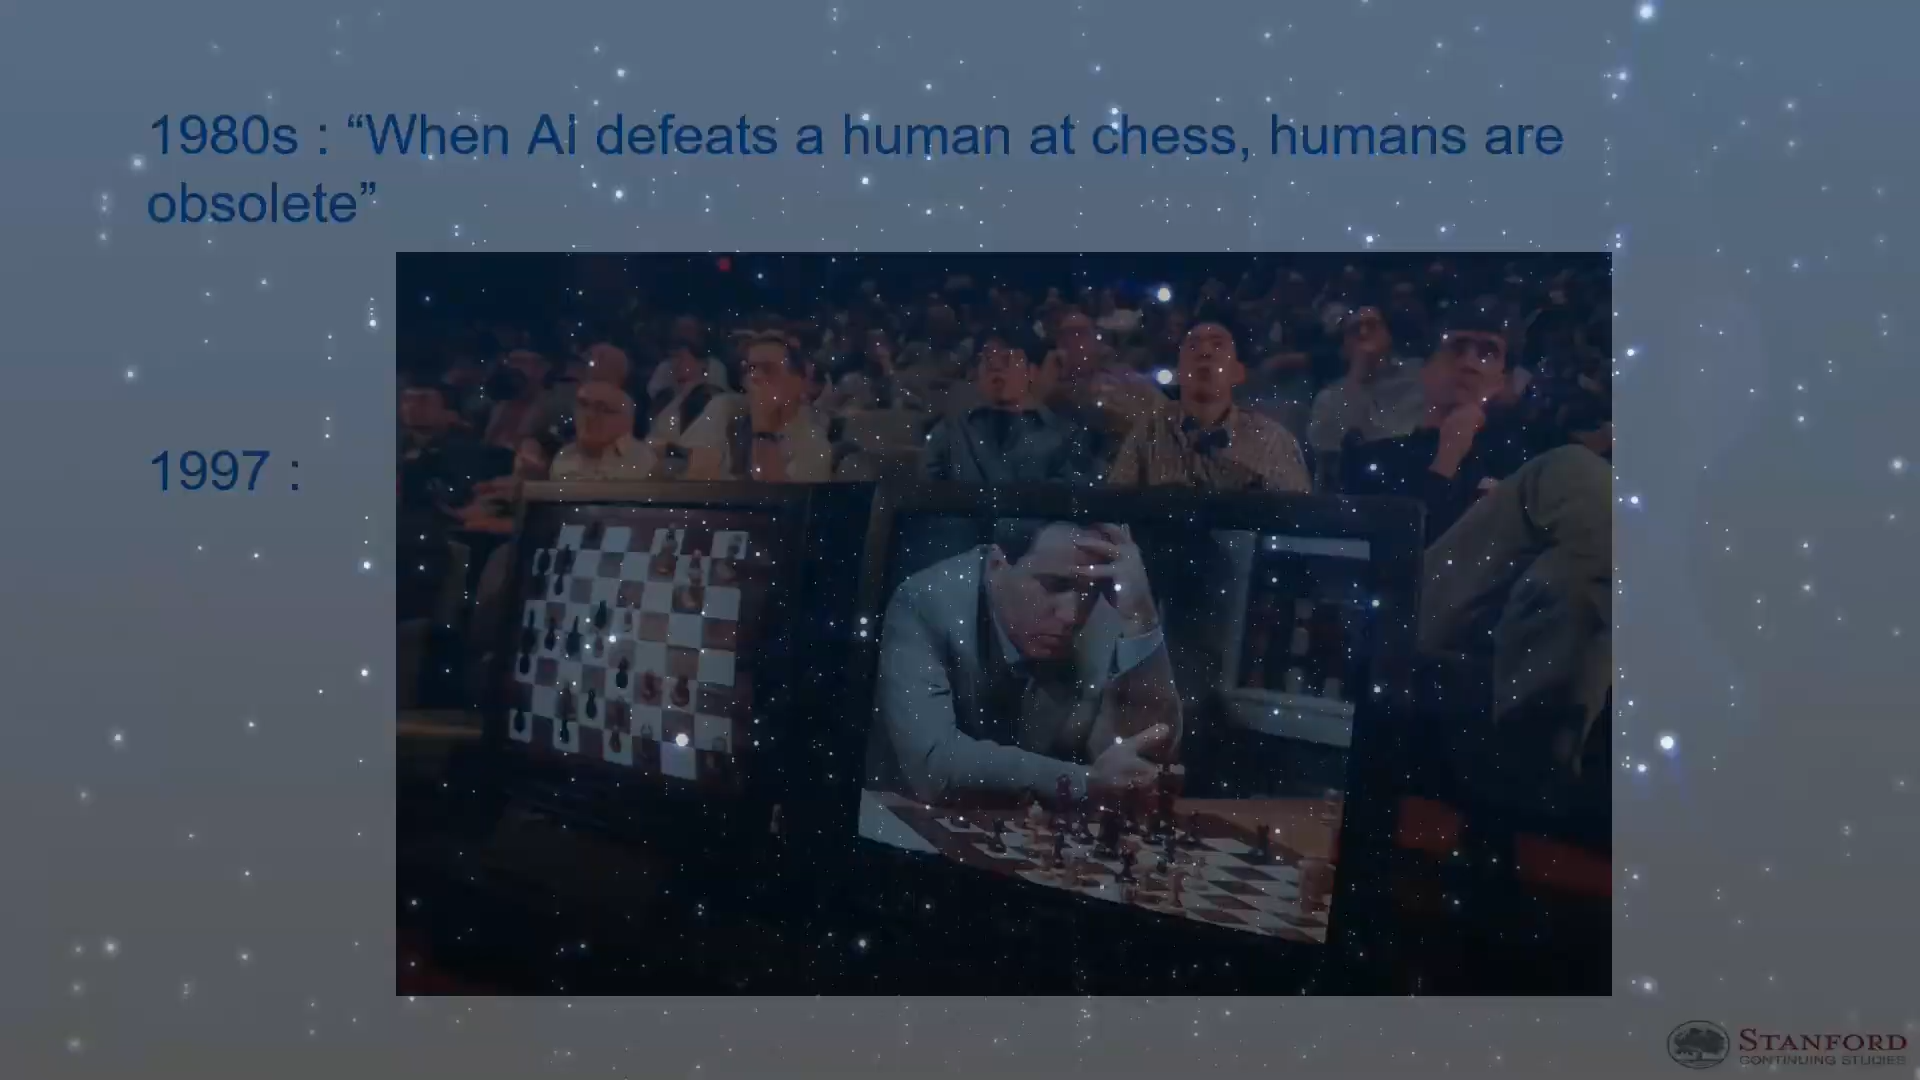 1980s : “When Ai defeats a human at chess, humans are
obsolete”
1997 :
STANFORD
CONTINUING STUDIES